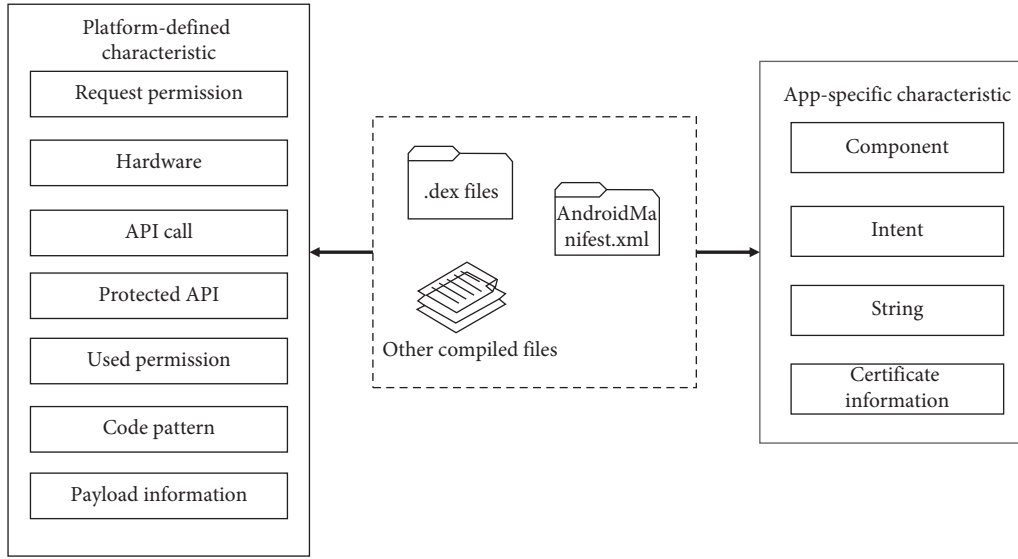 Platform-defined
characteristic
Request permission
Hardware
API call
Protected API
Used permission
Code pattern
Payload information
.dex files
AndroidMa
nifest.xml
Other compiled files
App-specific characteristic
Component
Intent
String
Certificate
information